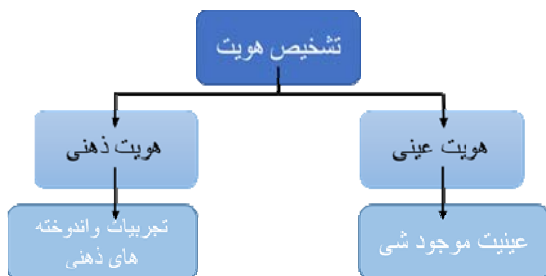 تشخیص هویت
هویت عینی
هویت ذهنی
عینیت موجود شی
تجربیات واندوخته
های ذهنی